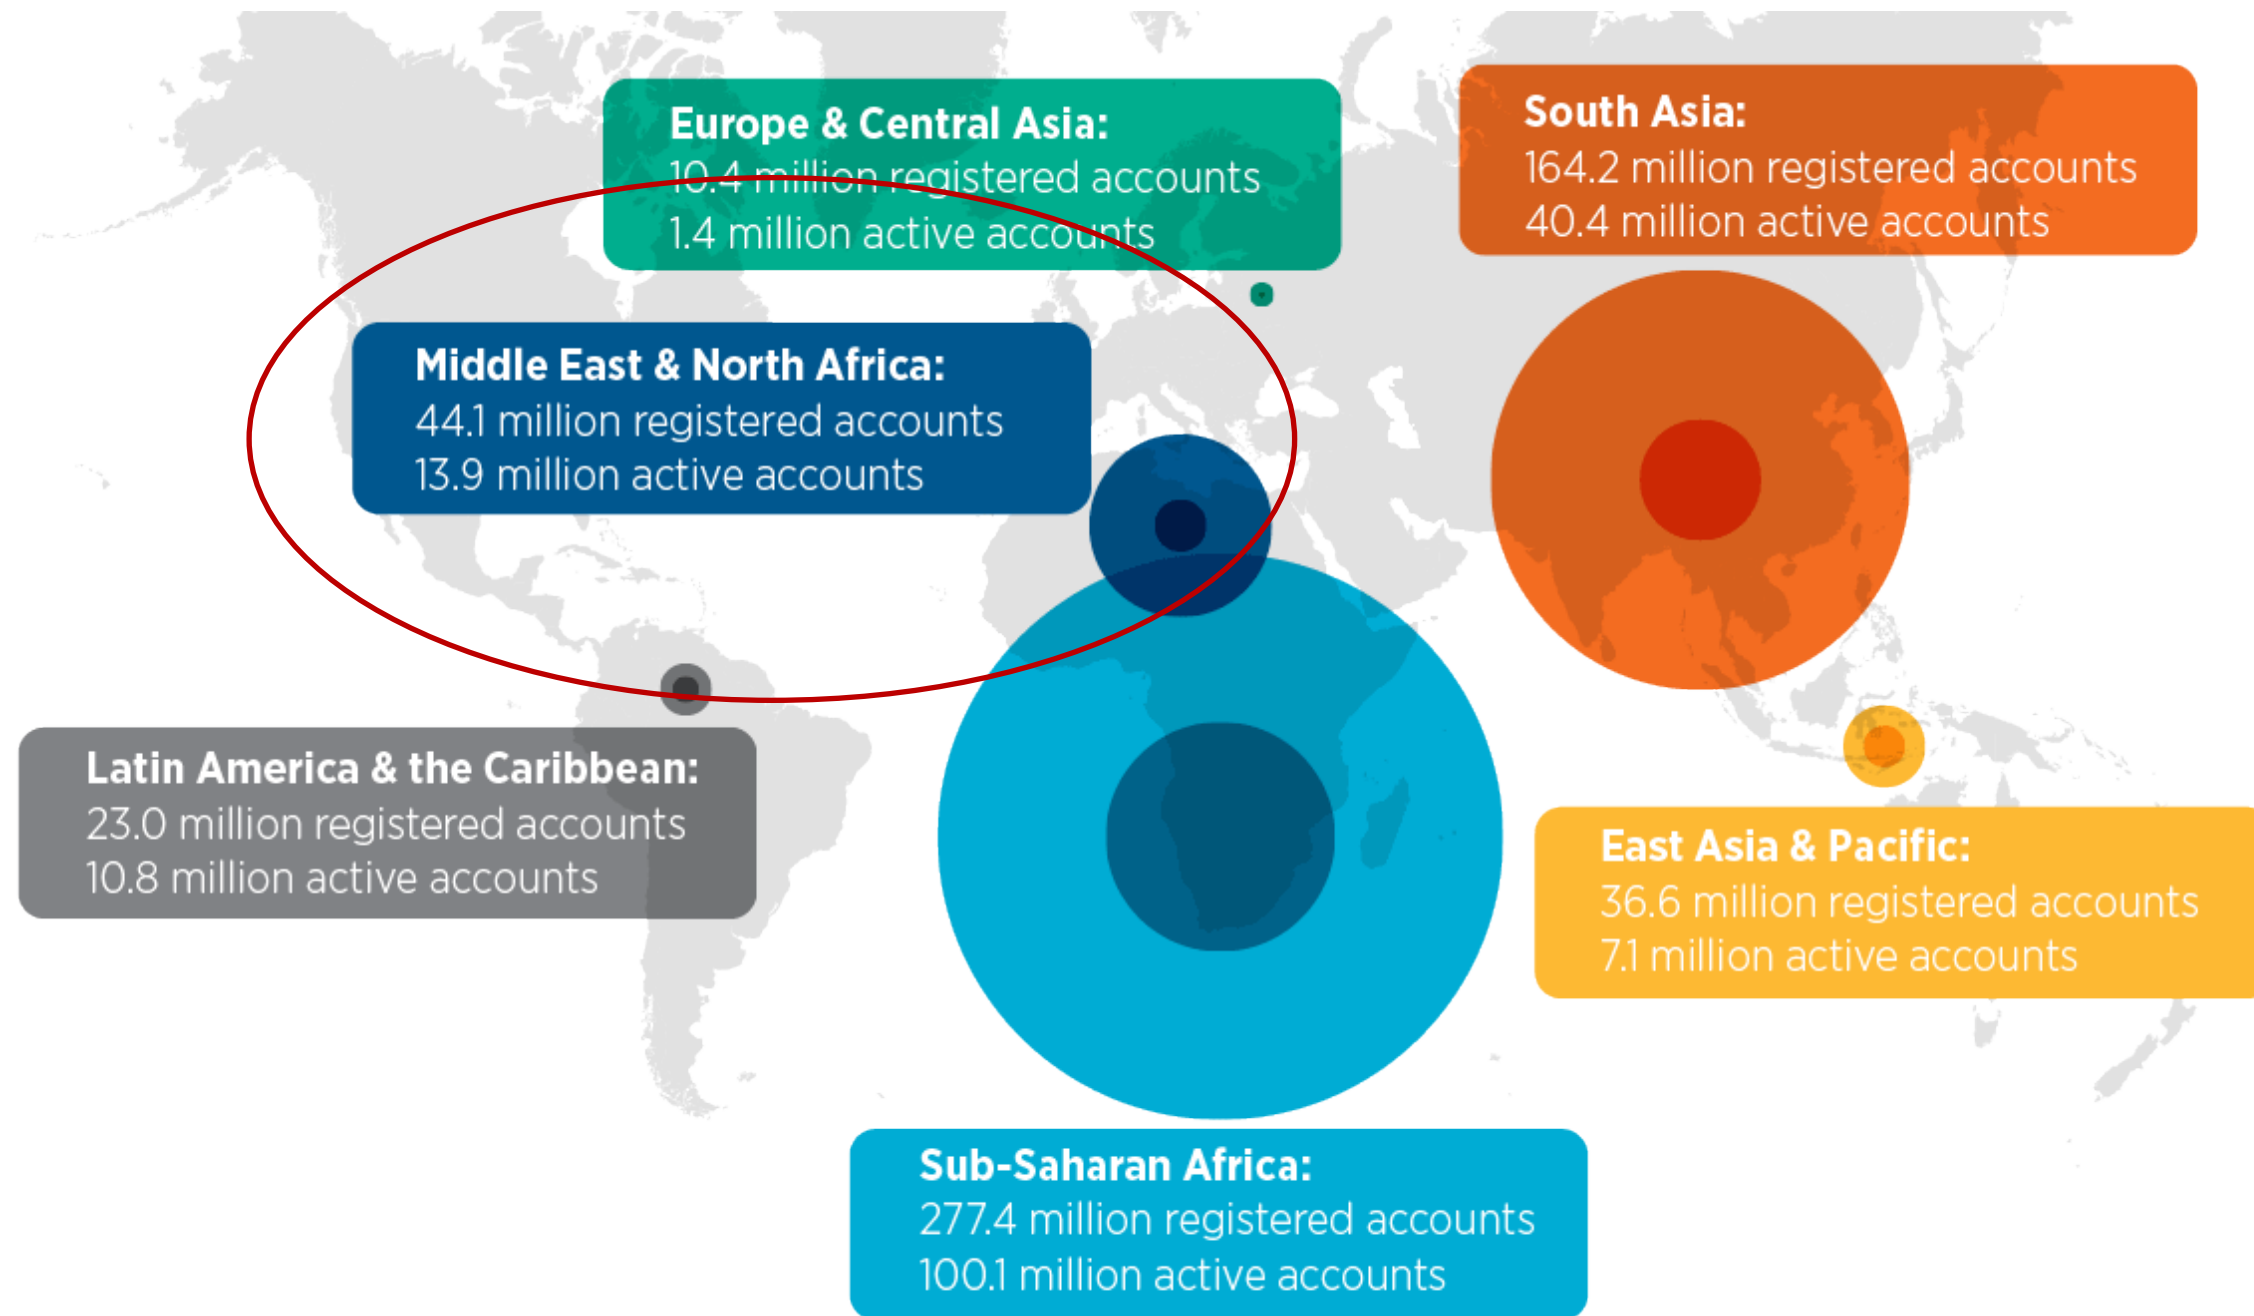 Europe & Central Asia:
10.4 million registered accounts
1.4 million active accounts
South Asia:
164.2 million registered accounts
40.4 million active accounts
Middle East & North Africa:
44.1 million registered accounts
13.9 million active accounts
Latin America & the Caribbean:
23.0 million registered accounts
10.8 million active accounts
East Asia & Pacific:
36.6 million registered accounts
7.1 million active accounts
Sub-Saharan Africa:
277.4 million registered accounts
100.1 million active accounts